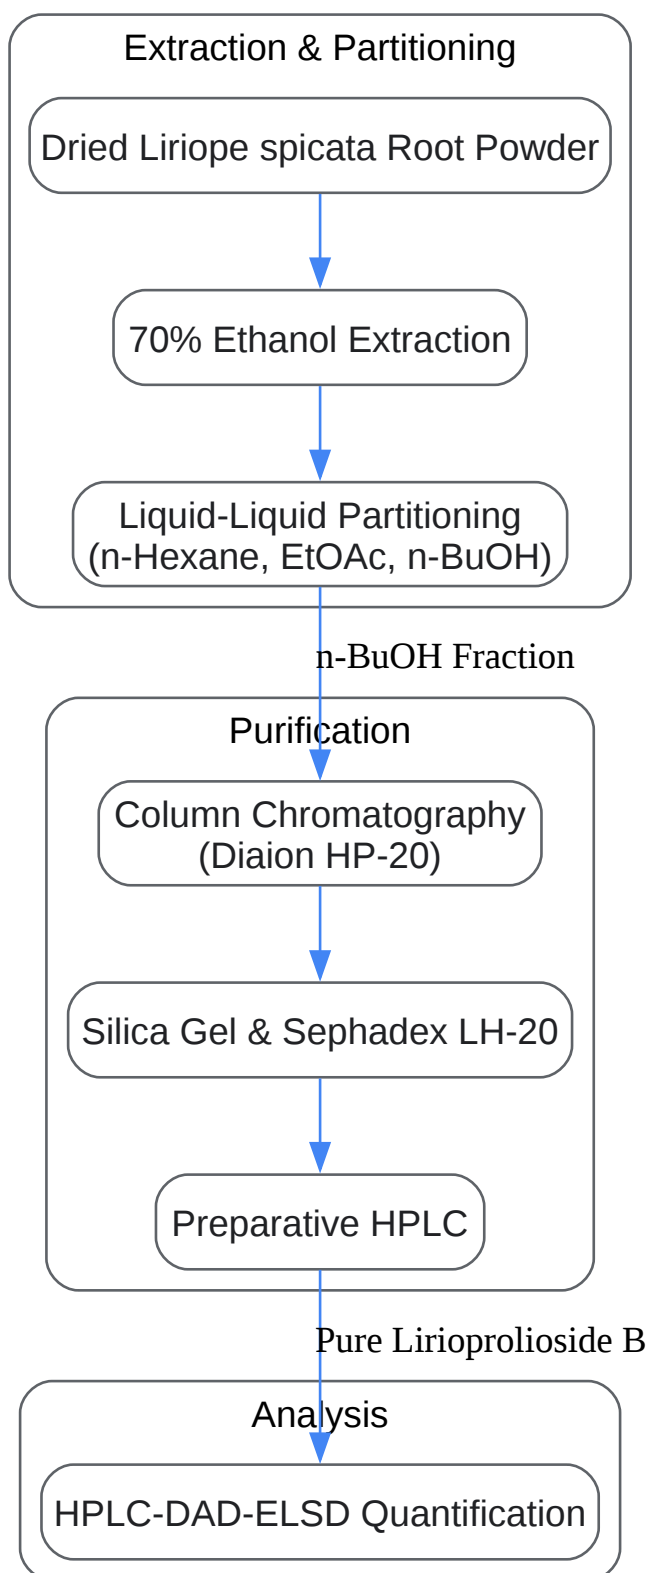 Extraction & Partitioning
Dried Liriope spicata Root Powder
70% Ethanol Extraction
Liquid-Liquid Partitioning
(n-Hexane, EtOAc, n-BuOH)
n-BuOH Fraction
Purification
Column Chromatography
(Diaion HP-20)
Silica Gel & Sephadex LH-20
Preparative HPLC
Pure Lirioprolioside B
Analysis
HPLC-DAD-ELSD Quantification